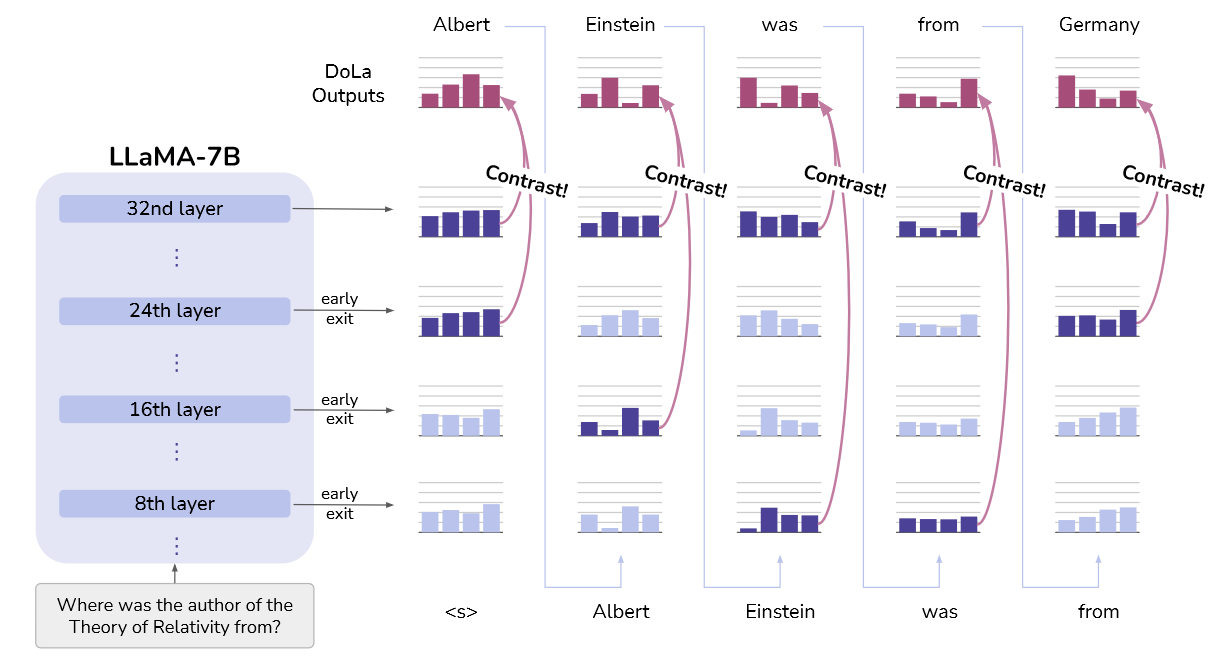 Albert
Einstein
was
from
Germany
DoLa
Outputs
LLaMA-7B
Contrast!
Contrast!
Contrast!
Contrast!
Contrast!
32nd layer
24th layer
early
exit
16th layer
early
exit
8th layer
early
exit
Where was the author of the
Theory of Relativity from?
<s>
Albert
Einstein
was
from